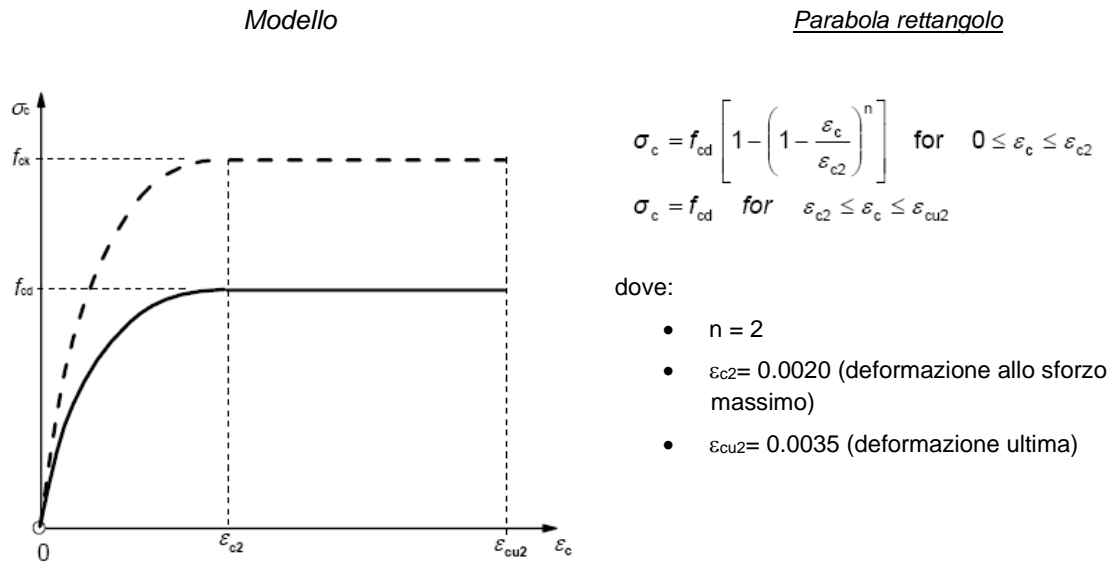 Modello
Parabola rettangolo
σc
fck
fcd
0
εc2
εcu2
εc
σc = fcd [1 − (1 − εc/εc2)^n] for 0 ≤ εc ≤ εc2
σc = fcd for εc2 ≤ εc ≤ εcu2
dove:
• n = 2
• εc2= 0.0020 (deformazione allo sforzo
massimo)
• εcu2= 0.0035 (deformazione ultima)